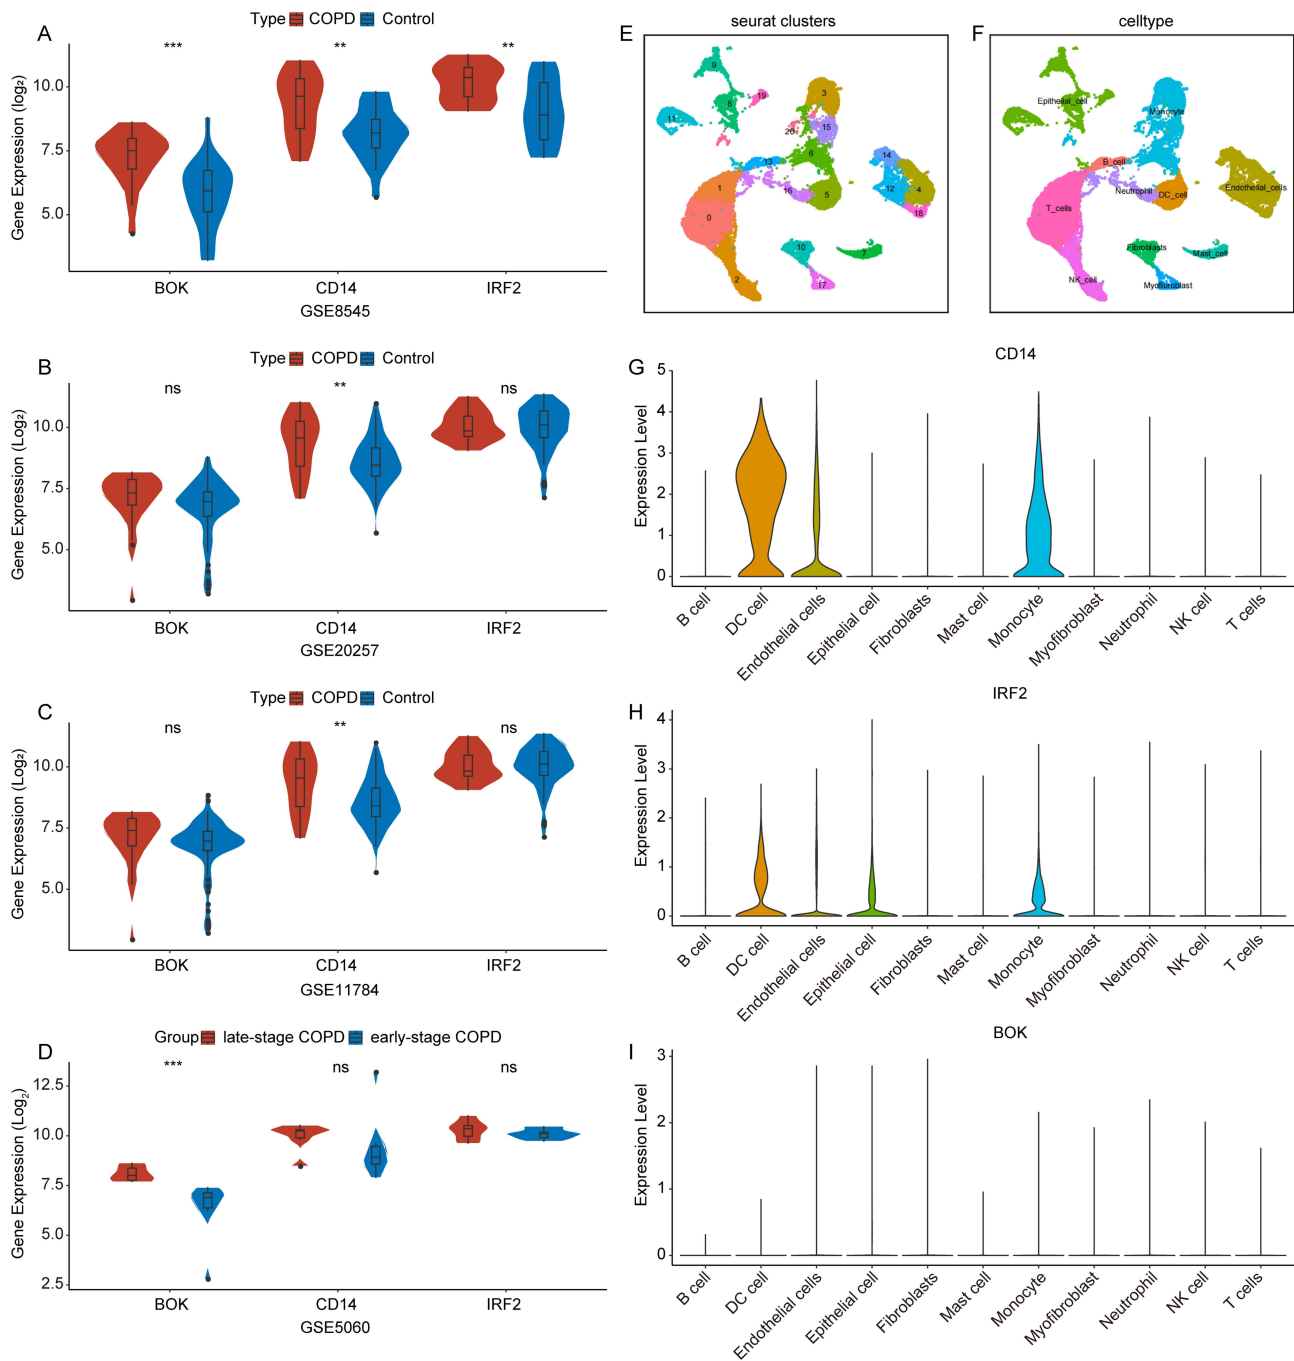 A
Type COPD Control
Gene Expression (log₂)
10.0
7.5
5.0
***
**
**
BOK
CD14
IRF2
GSE8545
B
Type COPD Control
Gene Expression (Log₂)
10.0
7.5
5.0
ns
**
ns
BOK
CD14
IRF2
GSE20257
C
Type COPD Control
Gene Expression (Log₂)
10.0
7.5
5.0
ns
**
ns
BOK
CD14
IRF2
GSE11784
D
Group late-stage COPD early-stage COPD
Gene Expression (Log₂)
12.5
10.0
7.5
5.0
2.5
***
ns
ns
BOK
CD14
IRF2
GSE5060
E
seurat clusters
9
19
8
3
11
20
15
6
14
13
1
16
5
12
4
0
18
10
7
2
17
F
celltype
Epithelial_cell
Monocyte
B_cell
Neutrophil
DC_cell
Endothelial_cells
T_cells
Fibroblasts
Mast_cell
NK_cell
Myofibroblast
G
CD14
Expression Level
5
4
3
2
1
0
B cell
DC cell
Endothelial cells
Epithelial cell
Fibroblasts
Mast cell
Monocyte
Myofibroblast
Neutrophil
NK cell
T cells
H
IRF2
Expression Level
4
3
2
1
0
B cell
DC cell
Endothelial cells
Epithelial cell
Fibroblasts
Mast cell
Monocyte
Myofibroblast
Neutrophil
NK cell
T cells
I
BOK
Expression Level
3
2
1
0
B cell
DC cell
Endothelial cells
Epithelial cell
Fibroblasts
Mast cell
Monocyte
Myofibroblast
Neutrophil
NK cell
T cells